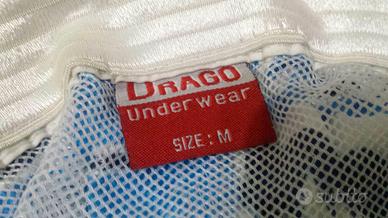 DRAGO
Underwear
SIZE: M
subito